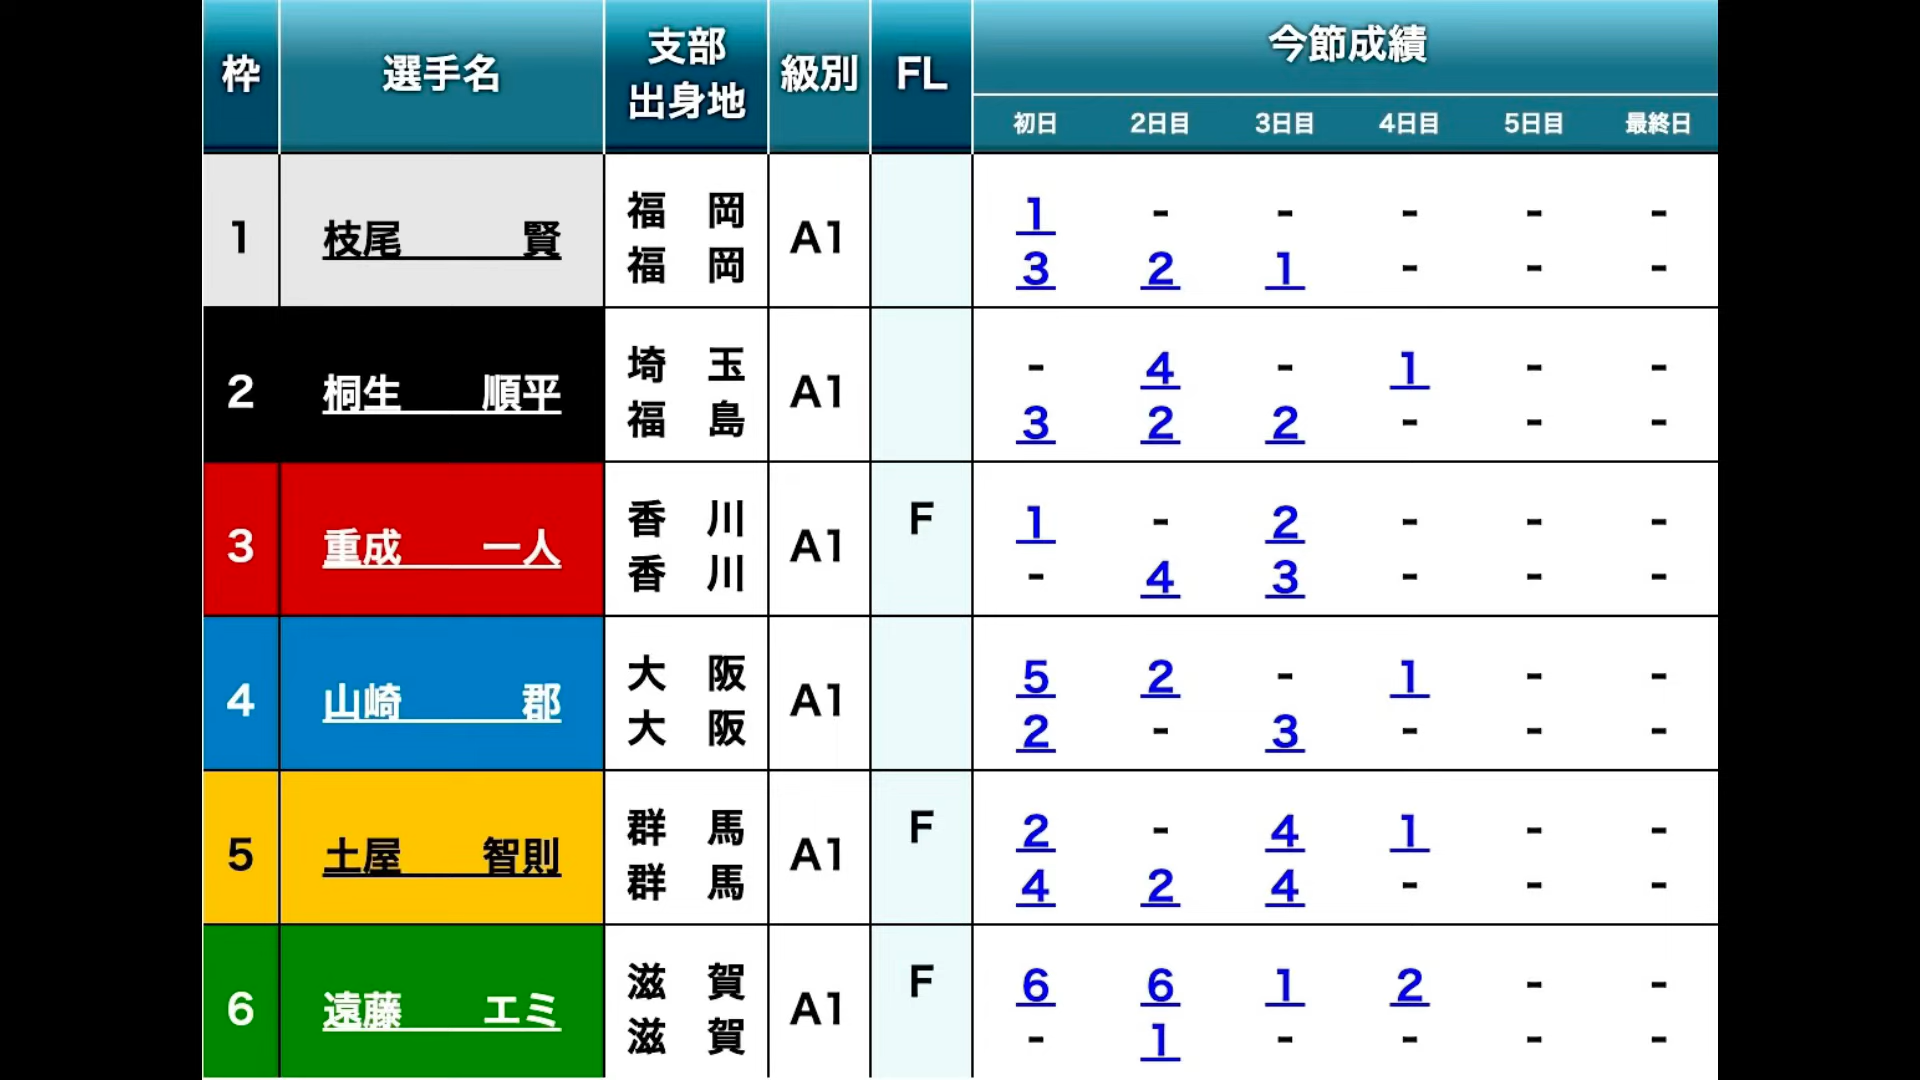 枠 選手名 支部 出身地 級別 FL 今節成績
初日 2日目 3日目 4日目 5日目 最終日
1 枝尾 賢 福岡 福岡 A1
1 - - - - -
3 2 1 - - -
2 桐生 順平 埼玉 福島 A1
- 4 - 1 - -
3 2 2 - - -
3 重成 一人 香川 香川 A1 F
1 - 2 - - -
- 4 3 - - -
4 山崎 郡 大阪 大阪 A1
5 2 - 1 - -
2 - 3 - - -
5 土屋 智則 群馬 群馬 A1 F
2 - 4 1 - -
4 2 4 - - -
6 遠藤 エミ 滋賀 滋賀 A1 F
6 6 1 2 - -
- 1 - - - -